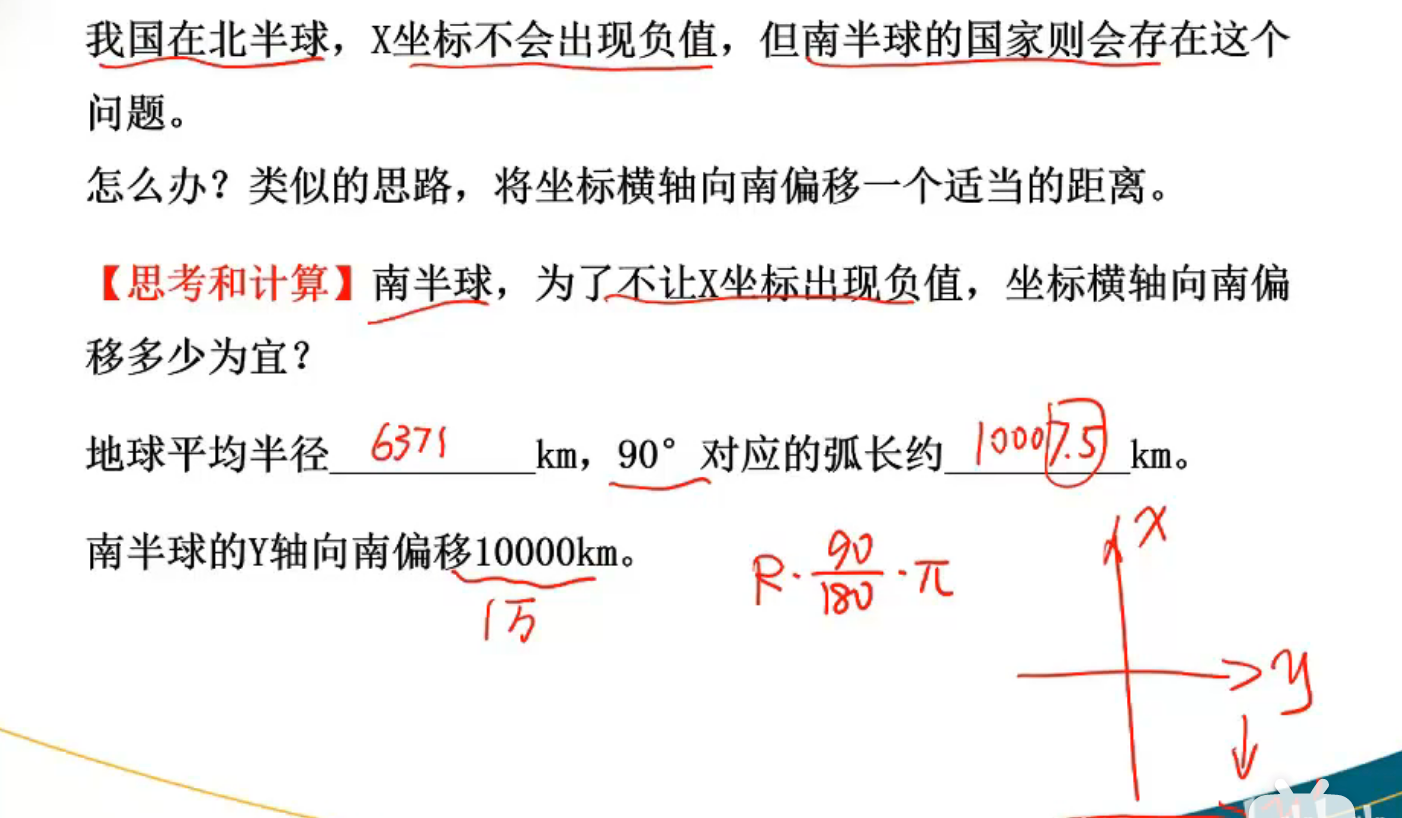 我国在北半球，X坐标不会出现负值，但南半球的国家则会存在这个
问题。
怎么办？类似的思路，将坐标横轴向南偏移一个适当的距离。
【思考和计算】南半球，为了不让X坐标出现负值，坐标横轴向南偏
移多少为宜？
地球平均半径 6371 km，90°对应的弧长约 10007.5 km。
南半球的Y轴向南偏移10000km。
1万
R·90/180·π
X
y